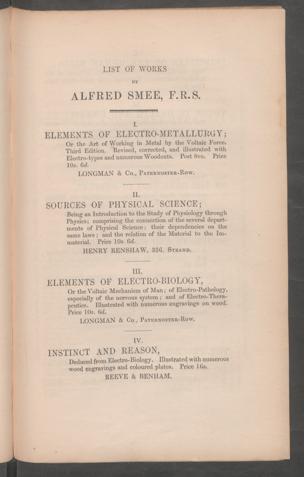 LIST OF WORKS
BY
ALFRED SMEE, F.R.S.
I.
ELEMENTS OF ELECTRO-METALLURGY;
Or the Art of Working in Metal by the Voltaic Force.
Third Edition. Revised, corrected, and illustrated with
Electro-types and numerous Woodcuts. Post 8vo. Price
10s. 6d.
LONGMAN & Co., Paternoster-Row.
II.
SOURCES OF PHYSICAL SCIENCE;
Being an Introduction to the Study of Physiology through
Physics; comprising the connection of the several depart-
ments of Physical Science; their dependencies on the
same laws; and the relation of the Material to the Im-
material. Price 10s. 6d.
HENRY RENSHAW, 356, Strand.
III.
ELEMENTS OF ELECTRO-BIOLOGY,
Or the Voltaic Mechanism of Man; of Electro-Pathology,
especially of the nervous system; and of Electro-Thera-
peutics. Illustrated with numerous engravings on wood.
Price 10s. 6d.
LONGMAN & Co., Paternoster-Row.
IV.
INSTINCT AND REASON,
Deduced from Electro-Biology. Illustrated with numerous
wood engravings and coloured plates. Price 18s.
REEVE & BENHAM.